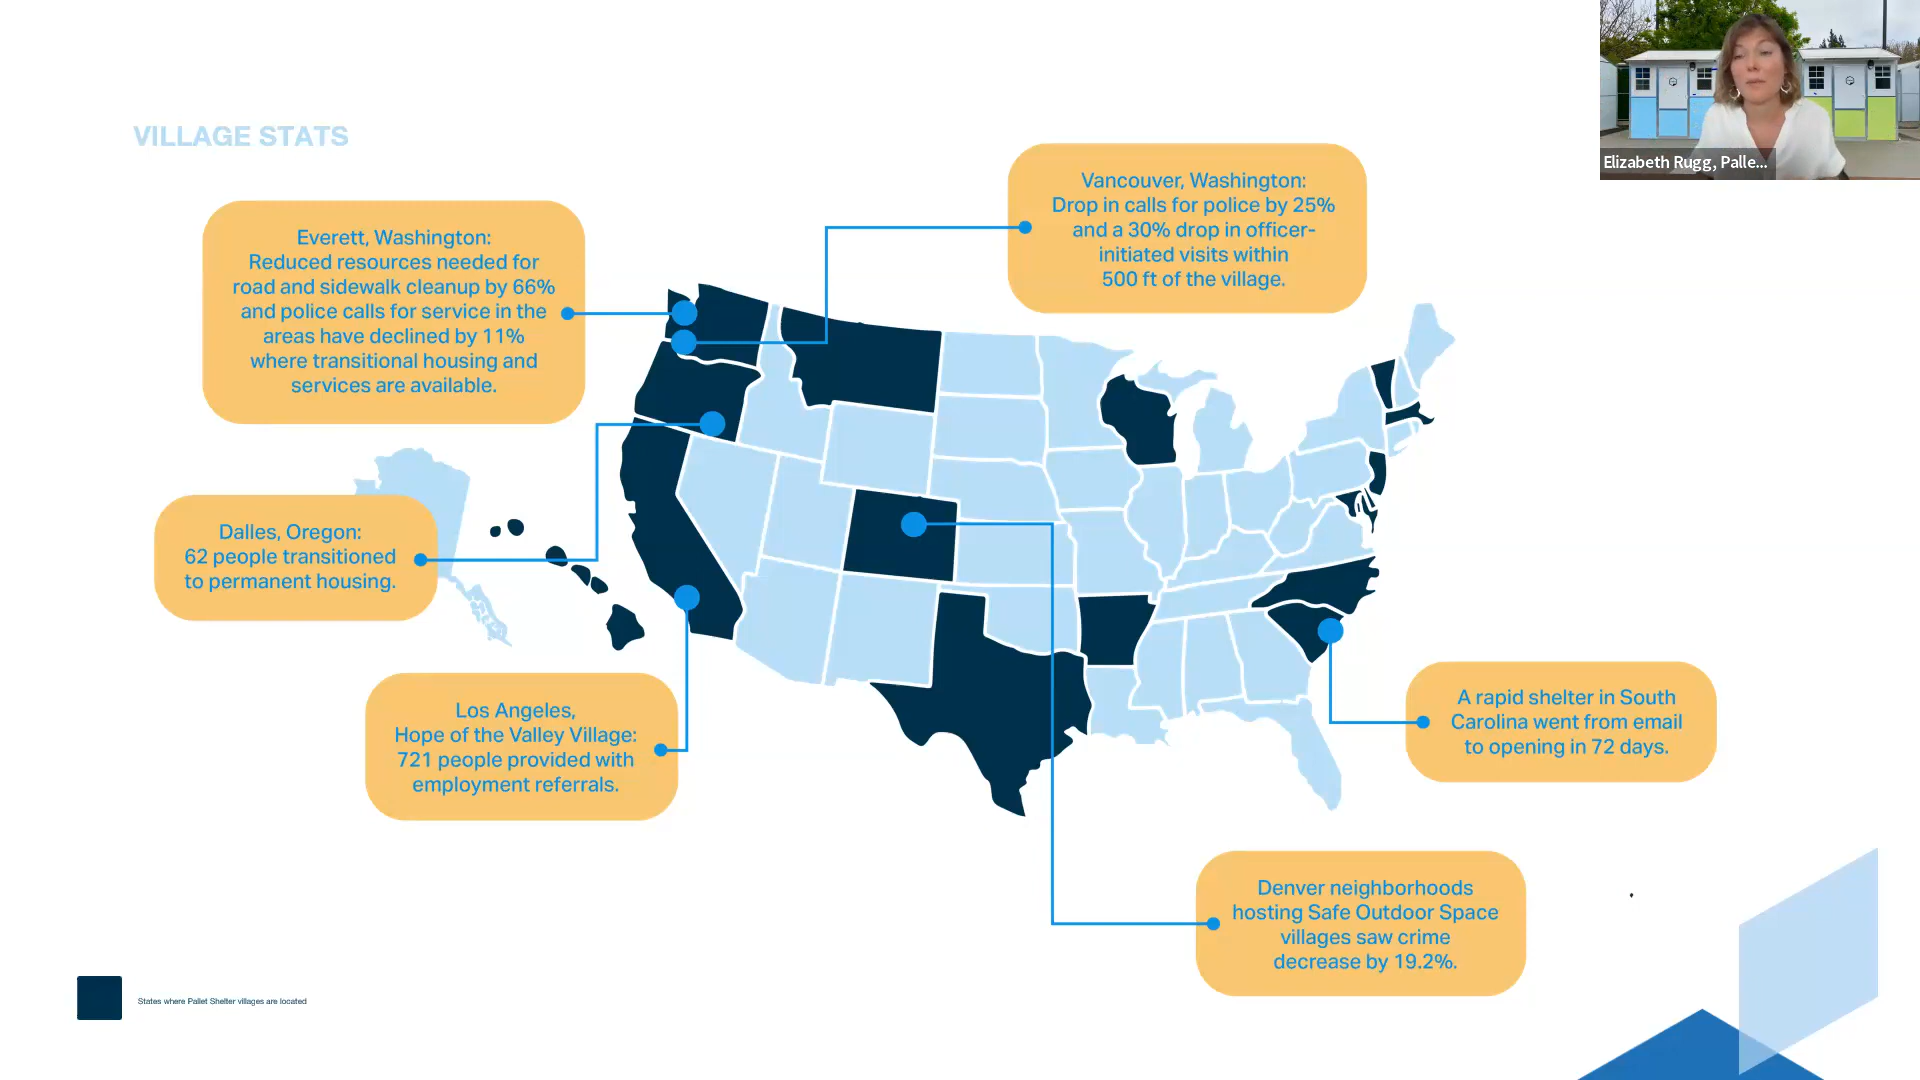 VILLAGE STATS
Elizabeth Rugg, Palle...
Vancouver, Washington:
Drop in calls for police by 25%
and a 30% drop in officer-
initiated visits within
500 ft of the village.
Everett, Washington:
Reduced resources needed for
road and sidewalk cleanup by 66%
and police calls for service in the
areas have declined by 11%
where transitional housing and
services are available.
Dalles, Oregon:
62 people transitioned
to permanent housing.
Los Angeles,
Hope of the Valley Village:
721 people provided with
employment referrals.
A rapid shelter in South
Carolina went from email
to opening in 72 days.
Denver neighborhoods
hosting Safe Outdoor Space
villages saw crime
decrease by 19.2%.
States where Pallet Shelter villages are located